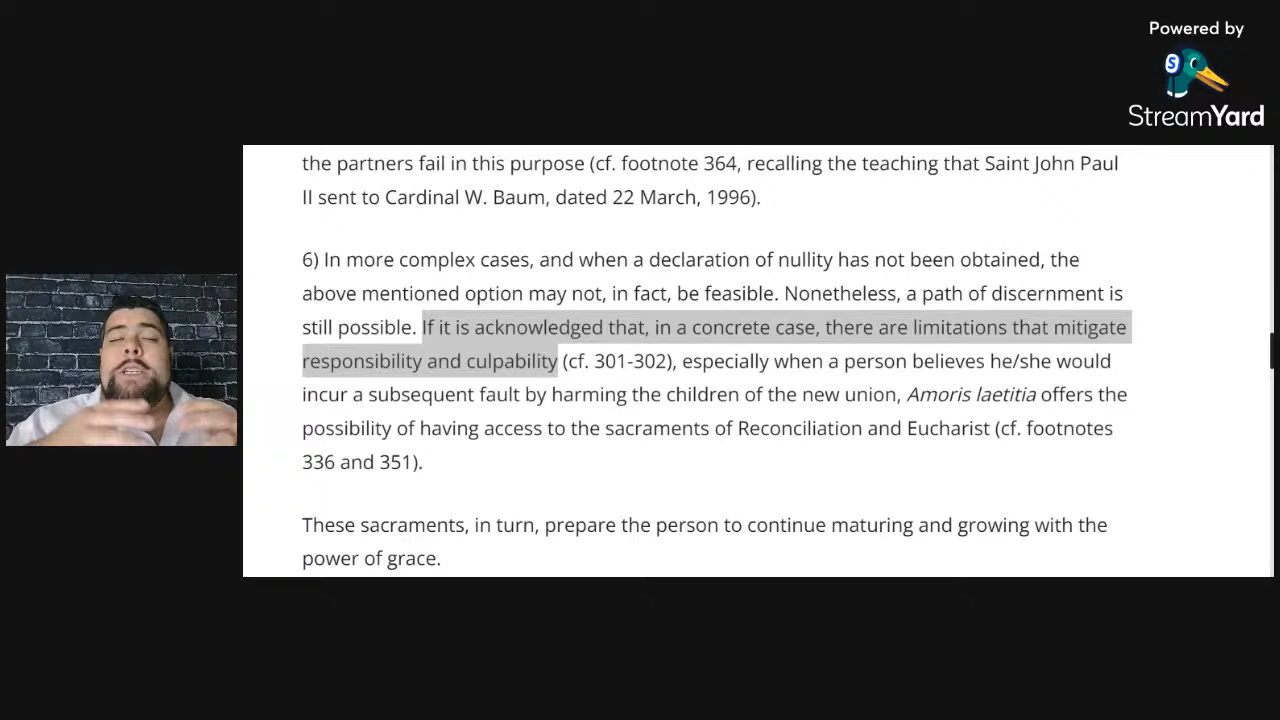 Powered by
StreamYard
the partners fail in this purpose (cf. footnote 364, recalling the teaching that Saint John Paul
II sent to Cardinal W. Baum, dated 22 March, 1996).
6) In more complex cases, and when a declaration of nullity has not been obtained, the
above mentioned option may not, in fact, be feasible. Nonetheless, a path of discernment is
still possible. If it is acknowledged that, in a concrete case, there are limitations that mitigate
responsibility and culpability (cf. 301-302), especially when a person believes he/she would
incur a subsequent fault by harming the children of the new union, Amoris laetitia offers the
possibility of having access to the sacraments of Reconciliation and Eucharist (cf. footnotes
336 and 351).
These sacraments, in turn, prepare the person to continue maturing and growing with the
power of grace.